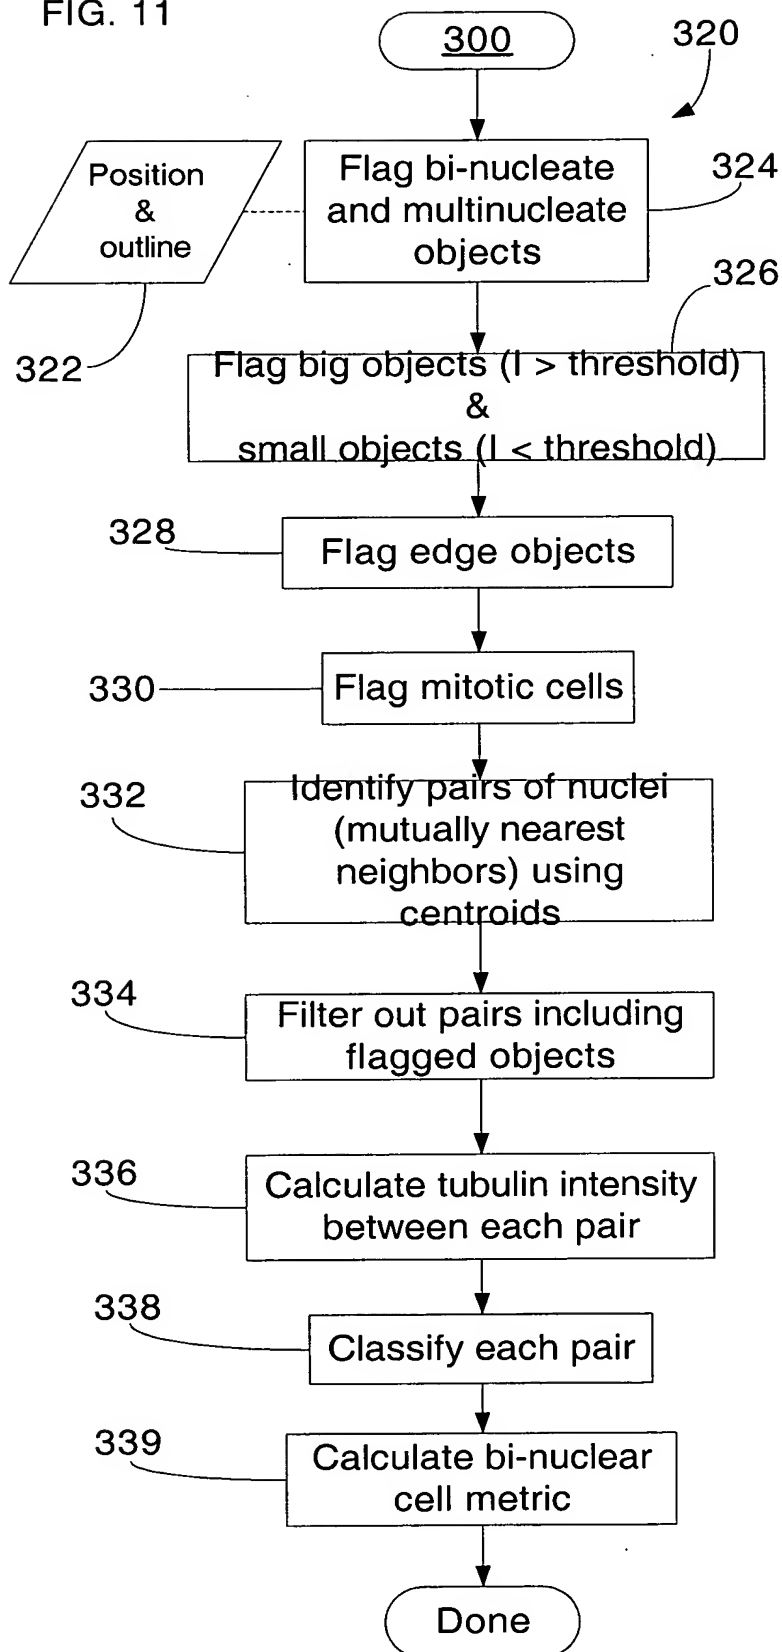 FIG. 11
300
320
Position
&
outline
Flag bi-nucleate
and multinucleate
objects
324
326
322
Flag big objects (I > threshold)
&
small objects (I < threshold)
328
Flag edge objects
330
Flag mitotic cells
332
Identify pairs of nuclei
(mutually nearest
neighbors) using
centroids
334
Filter out pairs including
flagged objects
336
Calculate tubulin intensity
between each pair
338
Classify each pair
339
Calculate bi-nuclear
cell metric
Done